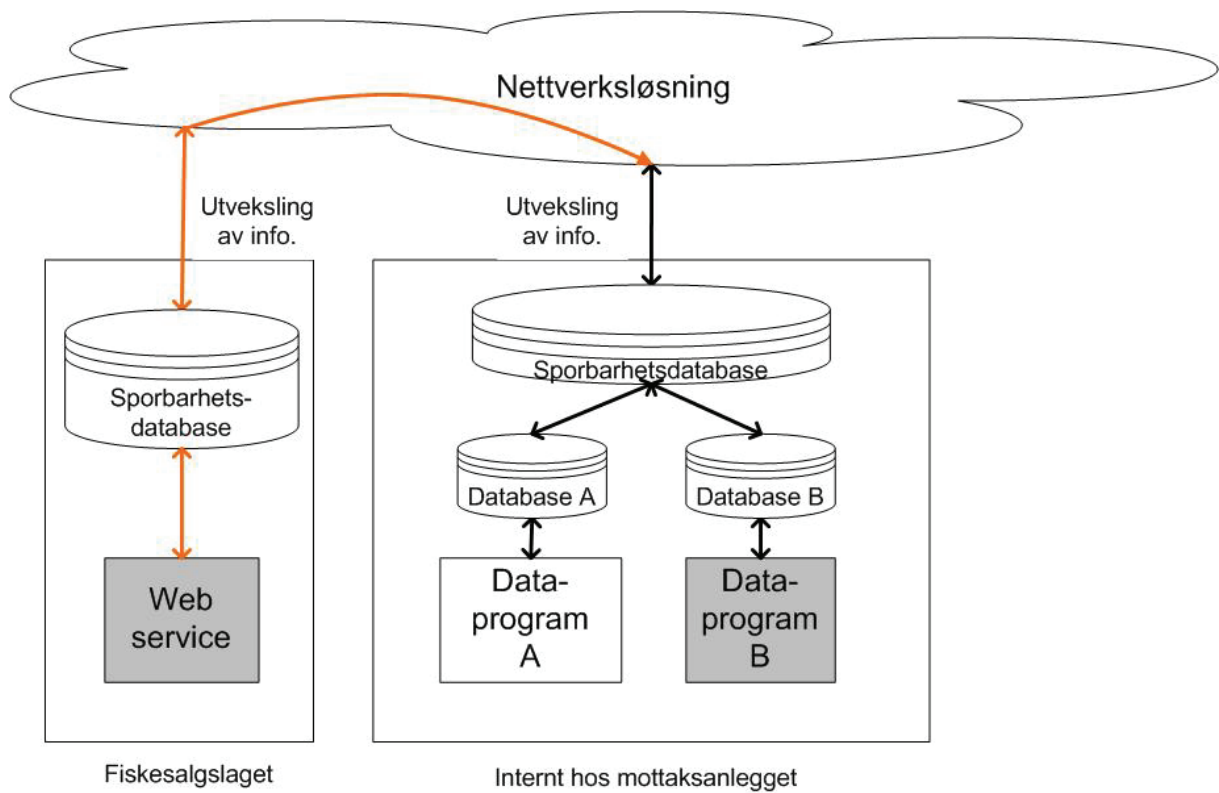 Nettverksløsning
Utveksling
av info.
Utveksling
av info.
Sporbarhets-
database
Web
service
Fiskesalgslaget
Sporbarhetsdatabase
Database A
Database B
Data-
program
A
Data-
program
B
Internt hos mottaksanlegget